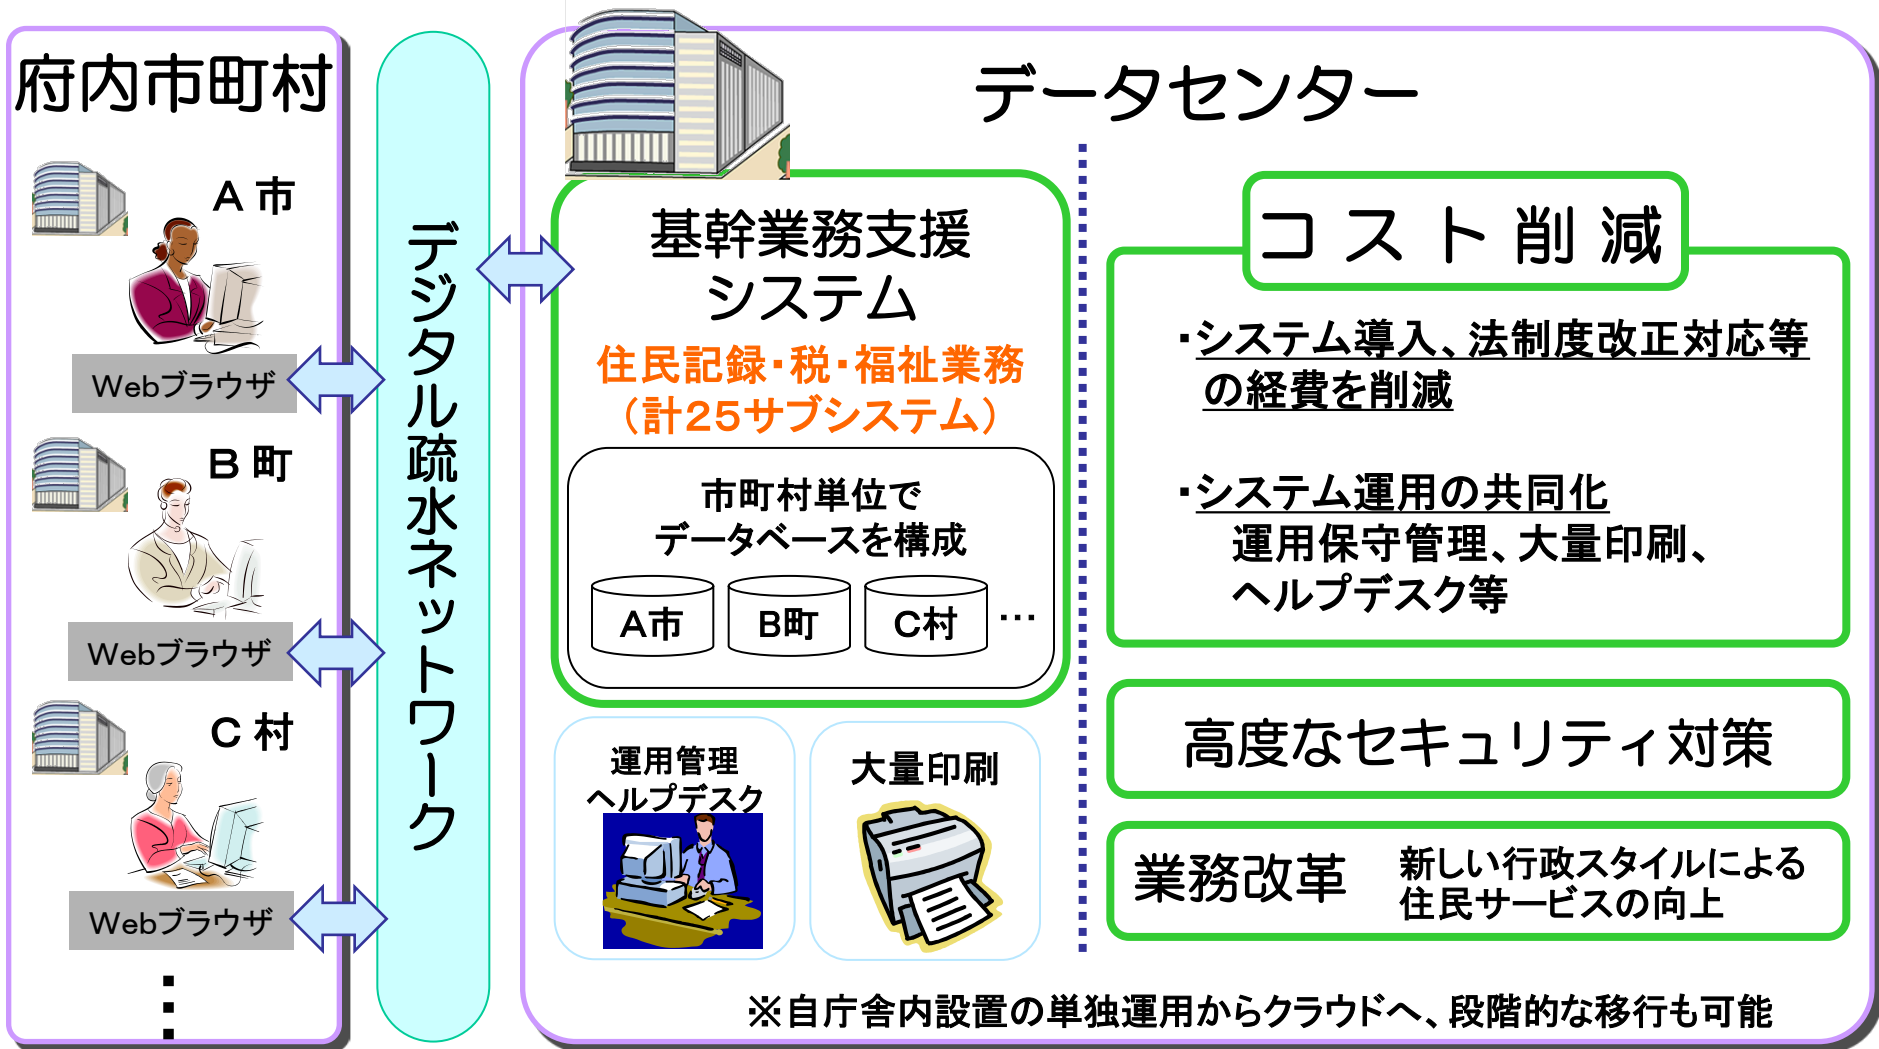 府内市町村
A 市
Webブラウザ
B 町
Webブラウザ
C 村
Webブラウザ
デジタル疏水ネットワーク
データセンター
基幹業務支援
システム
住民記録・税・福祉業務
（計25サブシステム）
市町村単位で
データベースを構成
A市
B町
C村
…
運用管理
ヘルプデスク
大量印刷
コスト削減
・システム導入、法制度改正対応等
の経費を削減
・システム運用の共同化
運用保守管理、大量印刷、
ヘルプデスク等
高度なセキュリティ対策
業務改革
新しい行政スタイルによる
住民サービスの向上
※自庁舎内設置の単独運用からクラウドへ、段階的な移行も可能